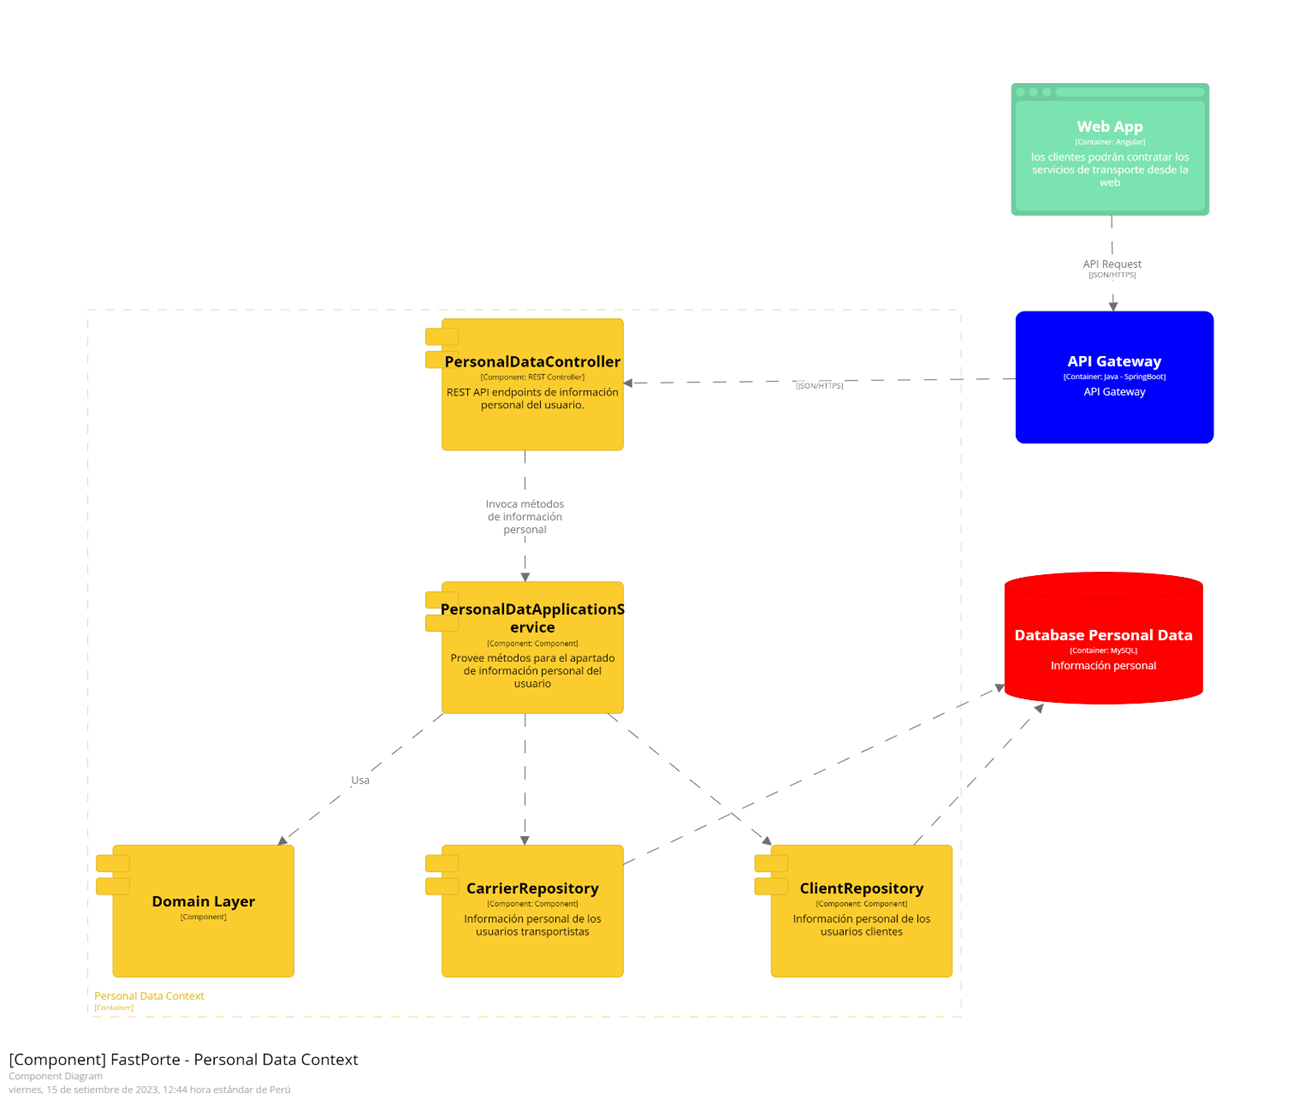 Web App
[Container: Angular]
los clientes podrán contratar los
servicios de transporte desde la
web
API Request
[JSON/HTTPS]
API Gateway
[Container: Java - SpringBoot]
API Gateway
[JSON/HTTPS]
PersonalDataController
[Component: REST Controller]
REST API endpoints de información
personal del usuario.
Invoca métodos
de información
personal
PersonalDatApplicationS
ervice
[Component: Component]
Provee métodos para el apartado
de información personal del
usuario
Database Personal Data
[Container: MySQL]
Información personal
Usa
Domain Layer
[Component]
CarrierRepository
[Component: Component]
Información personal de los
usuarios transportistas
ClientRepository
[Component: Component]
Información personal de los
usuarios clientes
Personal Data Context
[Container]
[Component] FastPorte - Personal Data Context
Component Diagram
viernes, 15 de setiembre de 2023, 12:44 hora estándar de Perú